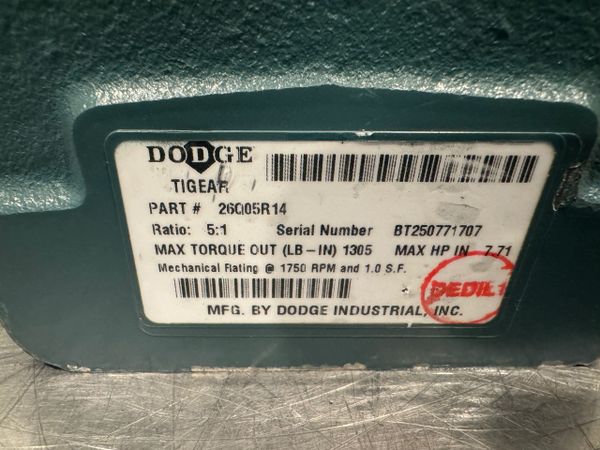 DODGE
TIGEAR
PART # 26Q05R14
Ratio: 5:1 Serial Number BT250771707
MAX TORQUE OUT (LB-IN) 1305 MAX HP IN 7.71
Mechanical Rating @ 1750 RPM and 1.0 S.F.
MFG. BY DODGE INDUSTRIAL, INC.